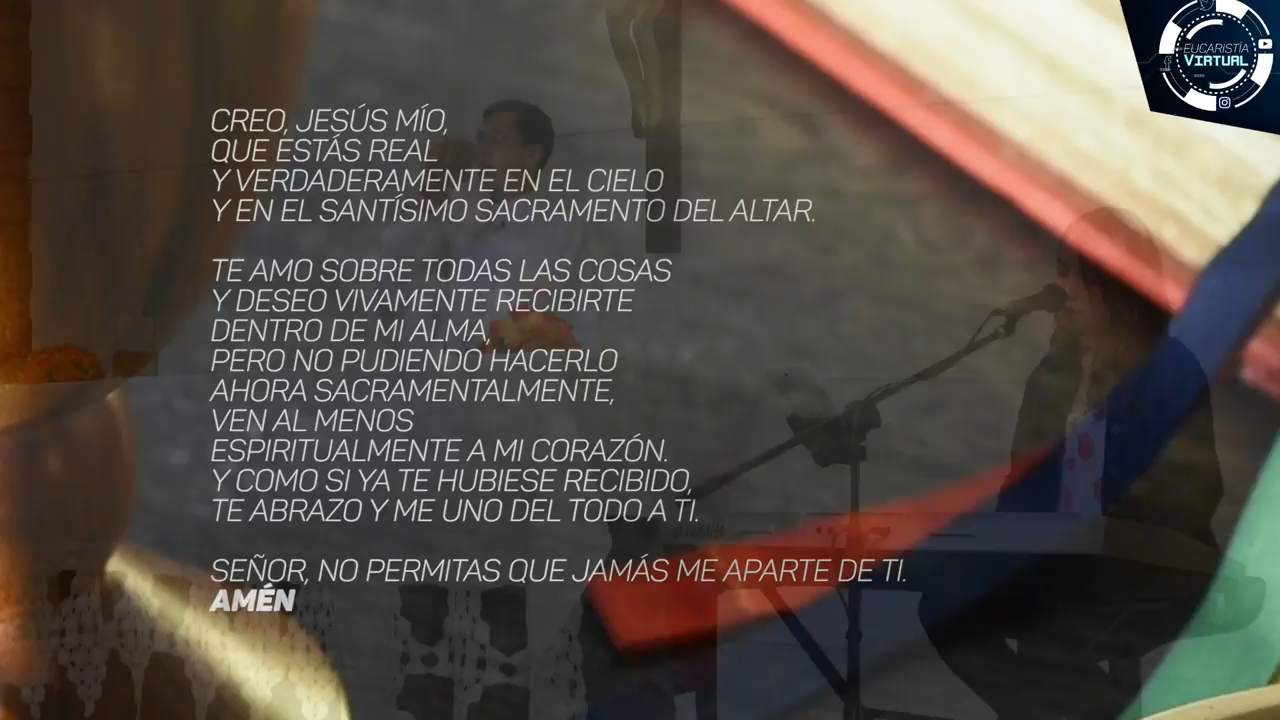 CREO, JESÚS MÍO,
QUE ESTÁS REAL
Y VERDADERAMENTE EN EL CIELO
Y EN EL SANTÍSIMO SACRAMENTO DEL ALTAR.
TE AMO SOBRE TODAS LAS COSAS
Y DESEO VIVAMENTE RECIBIRTE
DENTRO DE MI ALMA,
PERO NO PUDIENDO HACERLO
AHORA SACRAMENTALMENTE,
VEN AL MENOS
ESPIRITUALMENTE A MI CORAZÓN.
Y COMO SI YA TE HUBIESE RECIBIDO,
TE ABRAZO Y ME UNO DEL TODO A TI.
SEÑOR, NO PERMITAS QUE JAMÁS ME APARTE DE TI.
AMÉN
EUCARISTÍA
VIRTUAL